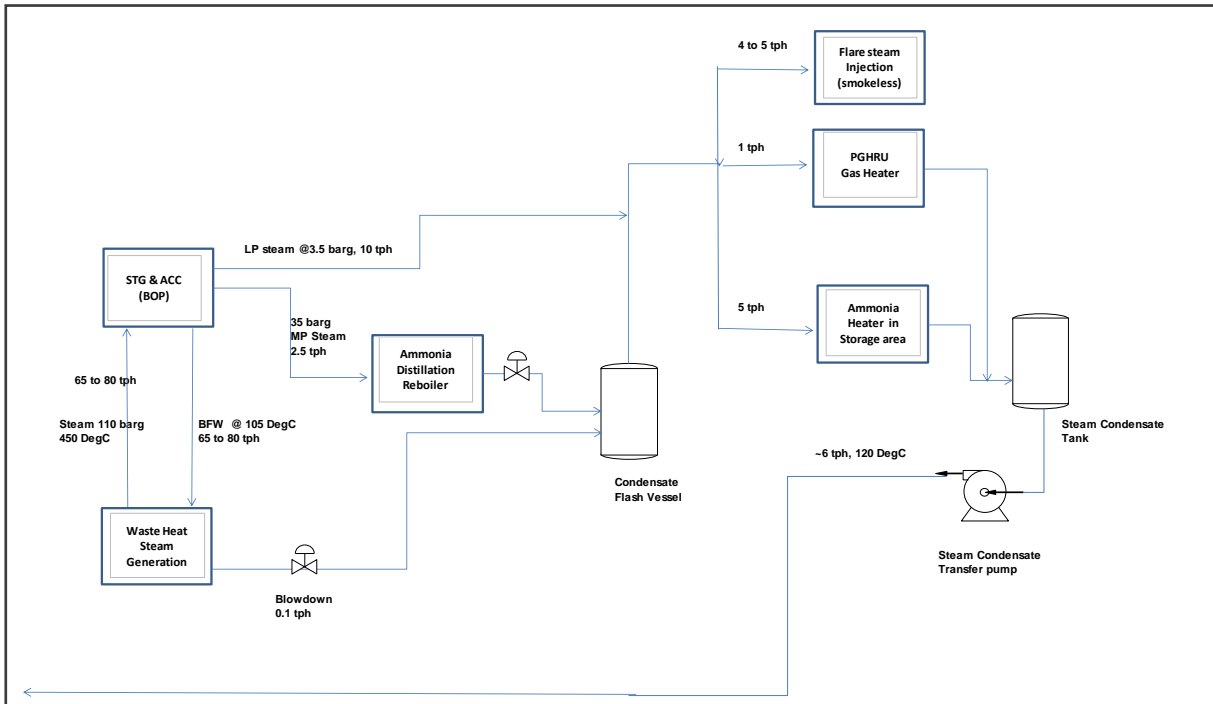 4 to 5 tph
Flare steam
Injection
(smokeless)
1 tph
PGHRU
Gas Heater
LP steam @3.5 barg, 10 tph
STG & ACC
(BOP)
5 tph
Ammonia
Heater in
Storage area
35 barg
MP Steam
2.5 tph
Ammonia
Distillation
Reboiler
65 to 80 tph
Steam 110 barg
450 DegC
BFW @ 105 DegC
65 to 80 tph
Steam Condensate
Tank
~6 tph, 120 DegC
Condensate
Flash Vessel
Waste Heat
Steam
Generation
Steam Condensate
Transfer pump
Blowdown
0.1 tph